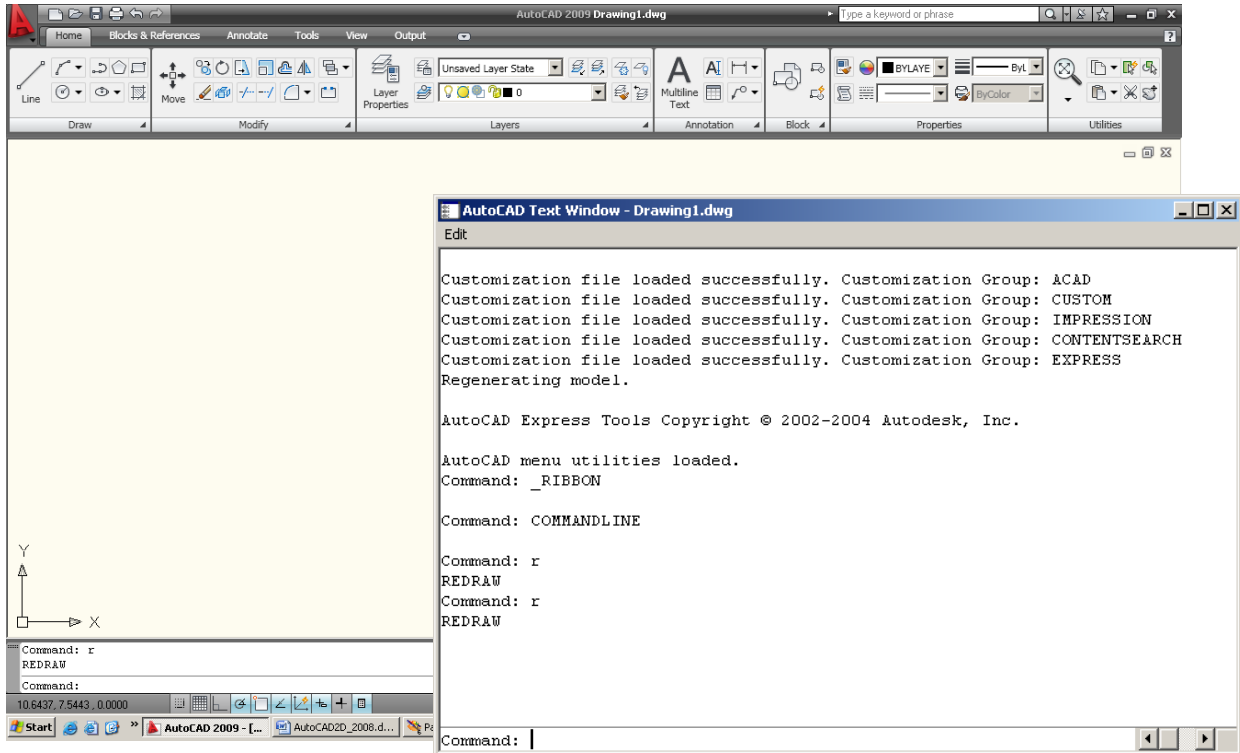 AutoCAD 2009 Drawing1.dwg
Type a keyword or phrase
Home Blocks & References Annotate Tools View Output
Line
Move
Layer Properties
Unsaved Layer State
0
Multiline Text
BYLAYE
ByL
ByColor
Draw Modify Layers Annotation Block Properties Utilities
AutoCAD Text Window - Drawing1.dwg
Edit
Customization file loaded successfully. Customization Group: ACAD
Customization file loaded successfully. Customization Group: CUSTOM
Customization file loaded successfully. Customization Group: IMPRESSION
Customization file loaded successfully. Customization Group: CONTENTSEARCH
Customization file loaded successfully. Customization Group: EXPRESS
Regenerating model.
AutoCAD Express Tools Copyright © 2002-2004 Autodesk, Inc.
AutoCAD menu utilities loaded.
Command: _RIBBON
Command: COMMANDLINE
Command: r
REDRAW
Command: r
REDRAW
Command:
Y
X
Command: r
REDRAW
Command:
10.6437, 7.5443 , 0.0000
Start
AutoCAD 2009 - [...
AutoCAD2D_2008.d...